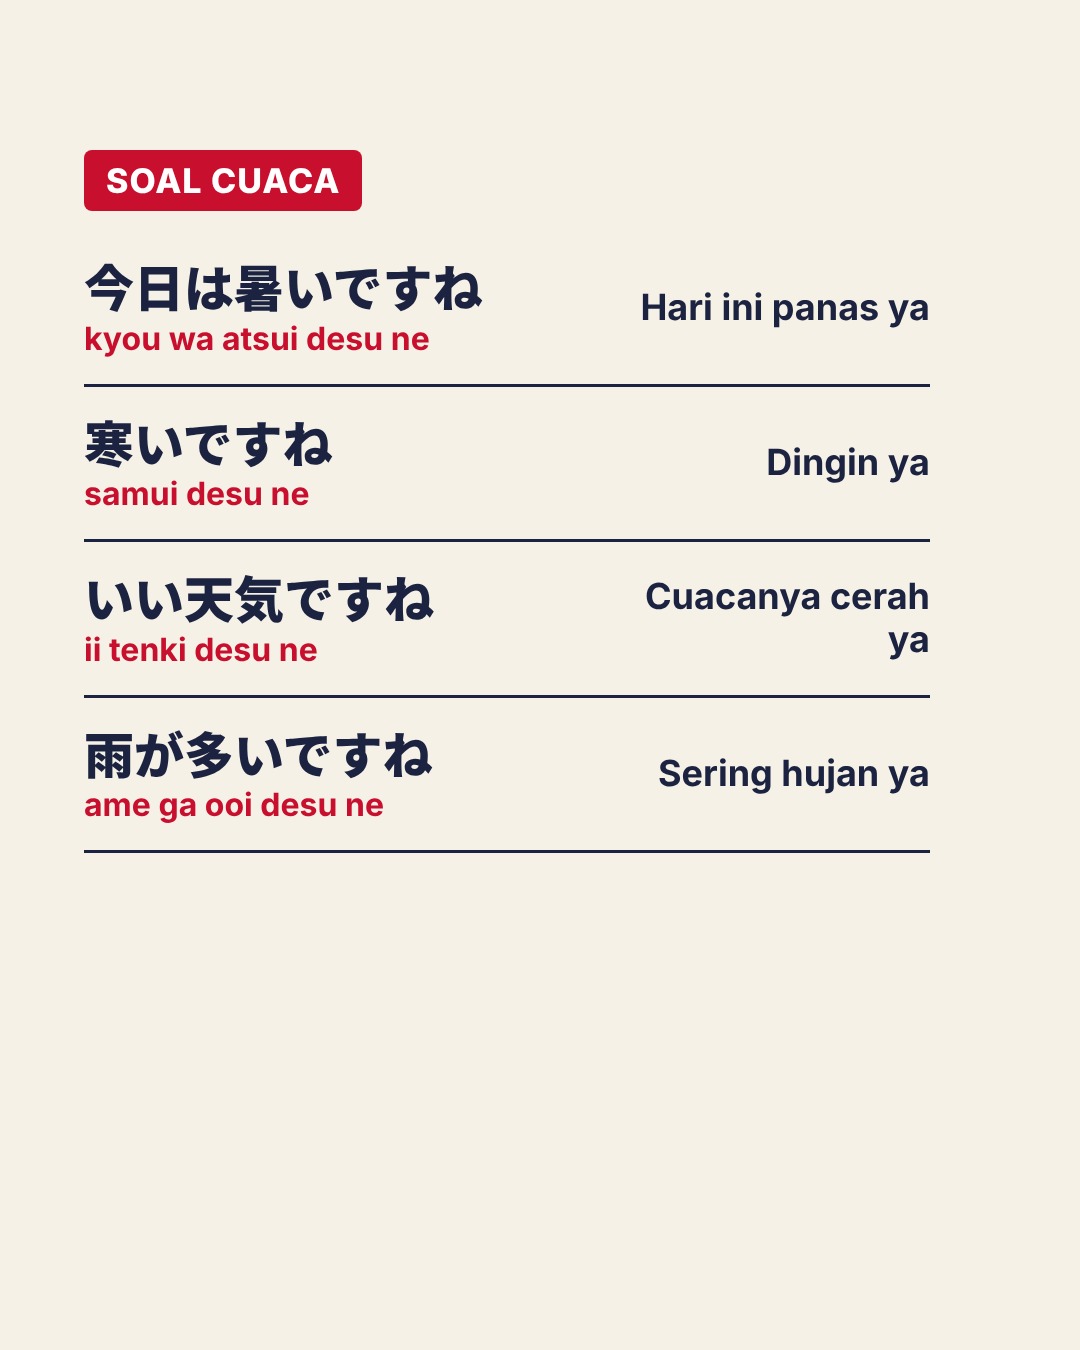 SOAL CUACA
今日は暑いですね
kyou wa atsui desu ne
Hari ini panas ya
寒いですね
samui desu ne
Dingin ya
いい天気ですね
ii tenki desu ne
Cuacanya cerah
ya
雨が多いですね
ame ga ooi desu ne
Sering hujan ya